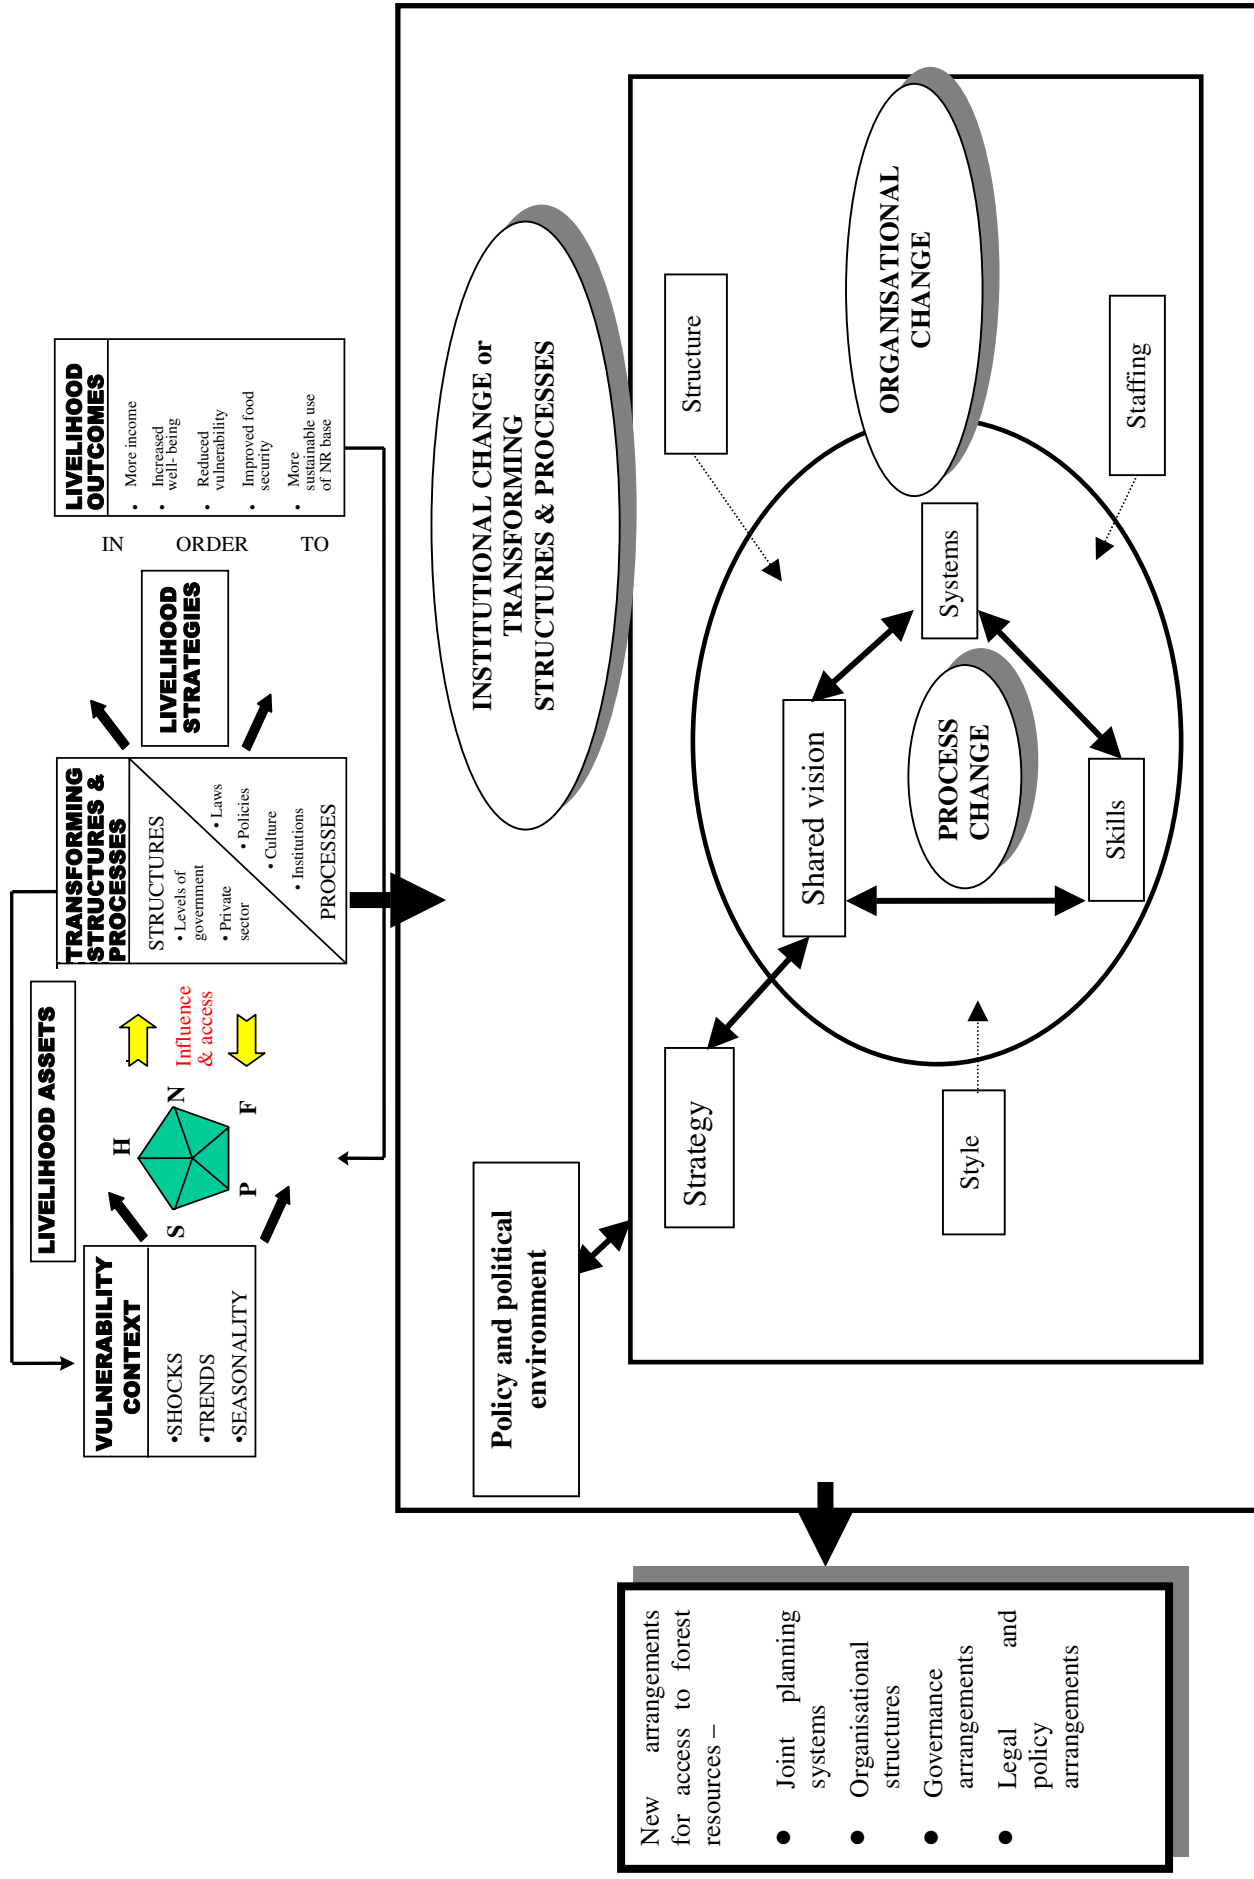 VULNERABILITY
CONTEXT
•SHOCKS
•TRENDS
•SEASONALITY
LIVELIHOOD ASSETS
H
S
N
P
F
Influence
& access
TRANSFORMING
STRUCTURES &
PROCESSES
STRUCTURES
• Levels of
government
• Private
sector
• Laws
• Policies
• Culture
• Institutions
PROCESSES
LIVELIHOOD
STRATEGIES
IN
ORDER
TO
LIVELIHOOD
OUTCOMES
• More income
• Increased
well- being
• Reduced
vulnerability
• Improved food
security
• More
sustainable use
of NR base
Policy and political
environment
INSTITUTIONAL CHANGE or
TRANSFORMING
STRUCTURES & PROCESSES
Strategy
Structure
Shared vision
ORGANISATIONAL
CHANGE
Systems
PROCESS
CHANGE
Style
Skills
Staffing
New arrangements
for access to forest
resources –
● Joint planning
systems
● Organisational
structures
● Governance
arrangements
● Legal and
policy
arrangements